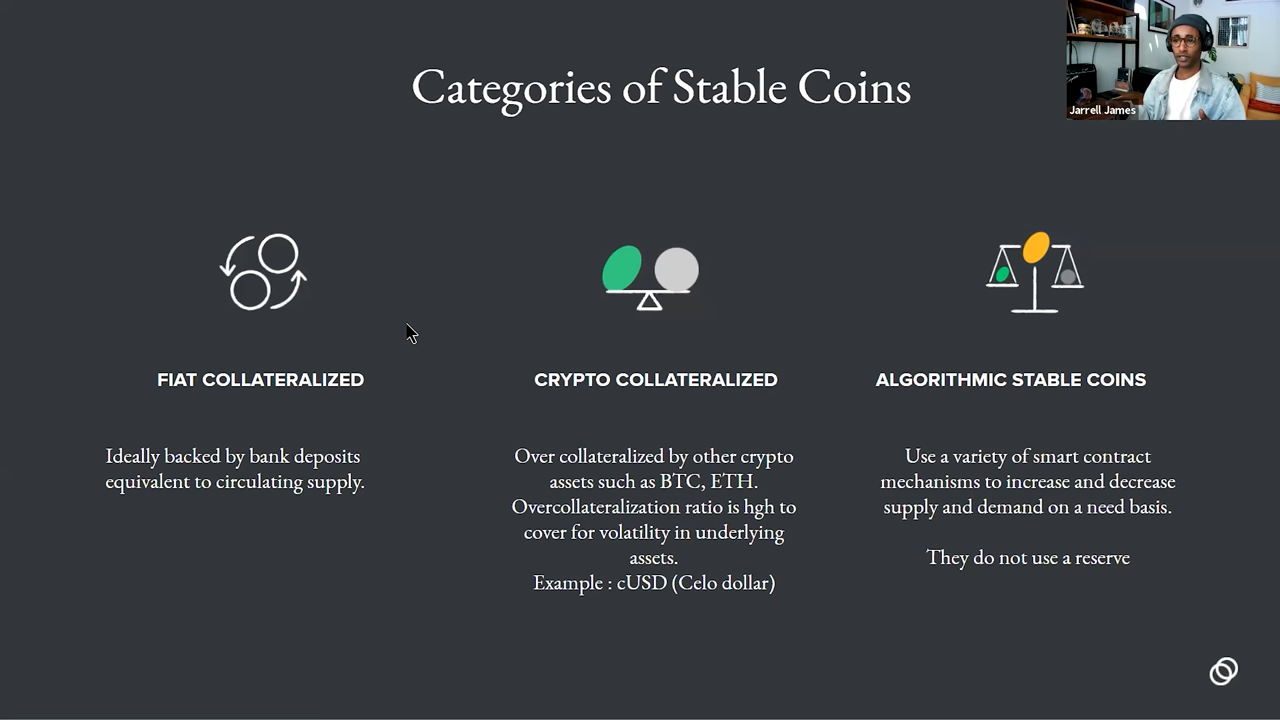 Categories of Stable Coins
Jarrell James
FIAT COLLATERALIZED
Ideally backed by bank deposits
equivalent to circulating supply.
CRYPTO COLLATERALIZED
Over collateralized by other crypto
assets such as BTC, ETH.
Overcollateralization ratio is hgh to
cover for volatility in underlying
assets.
Example : cUSD (Celo dollar)
ALGORITHMIC STABLE COINS
Use a variety of smart contract
mechanisms to increase and decrease
supply and demand on a need basis.
They do not use a reserve